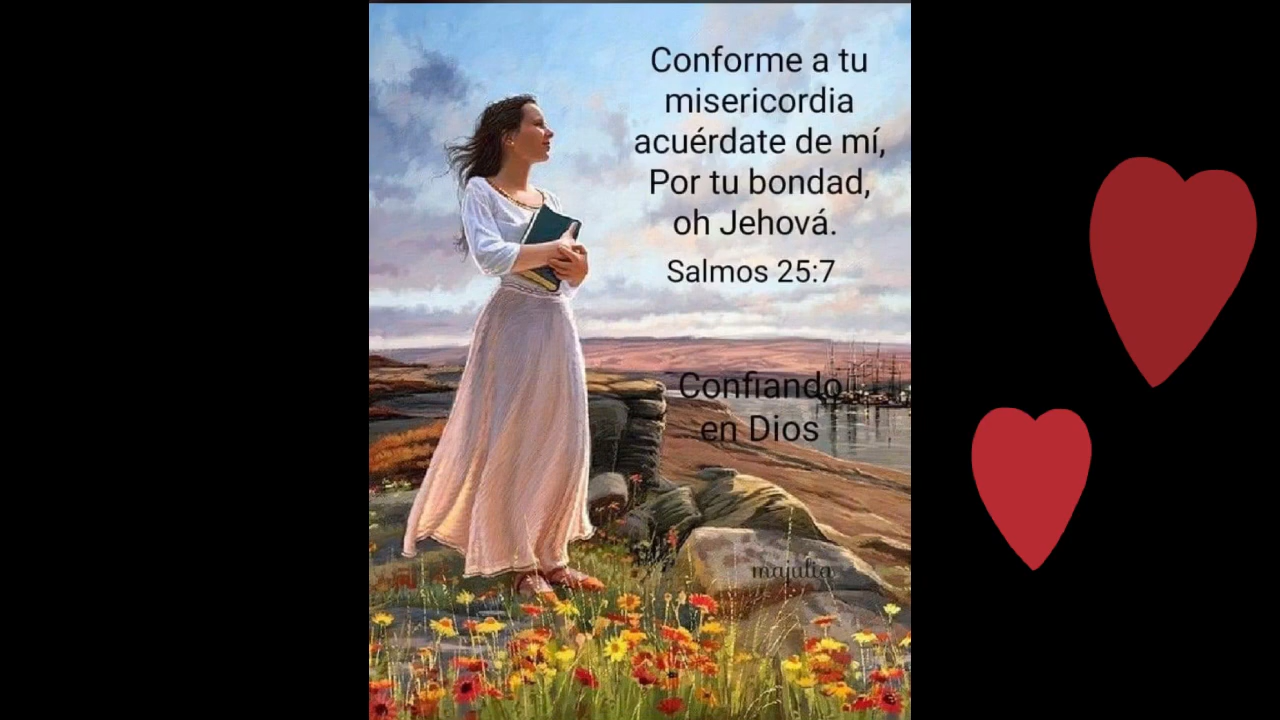 Conforme a tu
misericordia
acuérdate de mí,
Por tu bondad,
oh Jehová.
Salmos 25:7
Confiando
en Dios
majulia